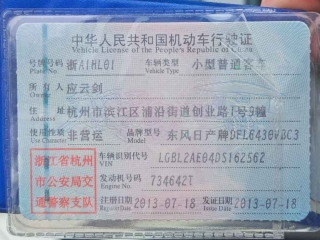 中华人民共和国机动车行驶证
Vehicle License of the People's Republic of China
号牌号码 浙A1HL01 车辆类型 小型普通客车
Plate No. Vehicle Type
所有人 应云剑
Owner
住址 杭州市滨江区浦沿街道创业路1号9幢
Address
使用性质 非营运 品牌型号 东风日产牌DFL6430VBC3
Use Character Model
浙江省杭州市公安局交通警察支队
车辆识别代号 LGBL2AE04DS162562
VIN
发动机号码
Engine No.
注册日期 2013-07-18 发证日期 2013-07-18
Register Date Issue Date